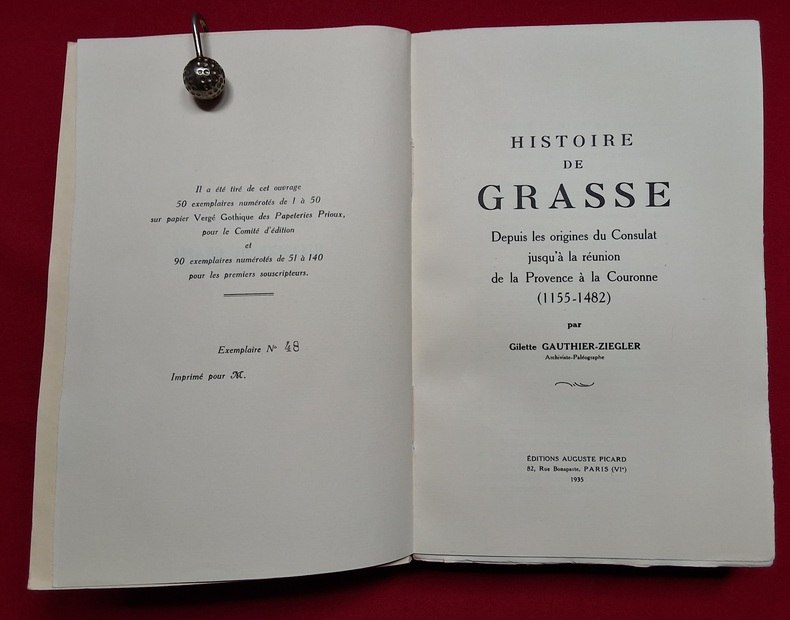 Il a été tiré de cet ouvrage
50 exemplaires numérotés de 1 à 50
sur papier Vergé Gothique des Papeteries Prioux,
pour le Comité d'édition
et
90 exemplaires numérotés de 51 à 140
pour les premiers souscripteurs.
Exemplaire N° 48
Imprimé pour M.
HISTOIRE
DE
GRASSE
Depuis les origines du Consulat
jusqu'à la réunion
de la Provence à la Couronne
(1155-1482)
par
Gilette GAUTHIER-ZIEGLER
Archiviste-Paléographe
ÉDITIONS AUGUSTE PICARD
82, Rue Bonaparte, PARIS (VIe)
1935